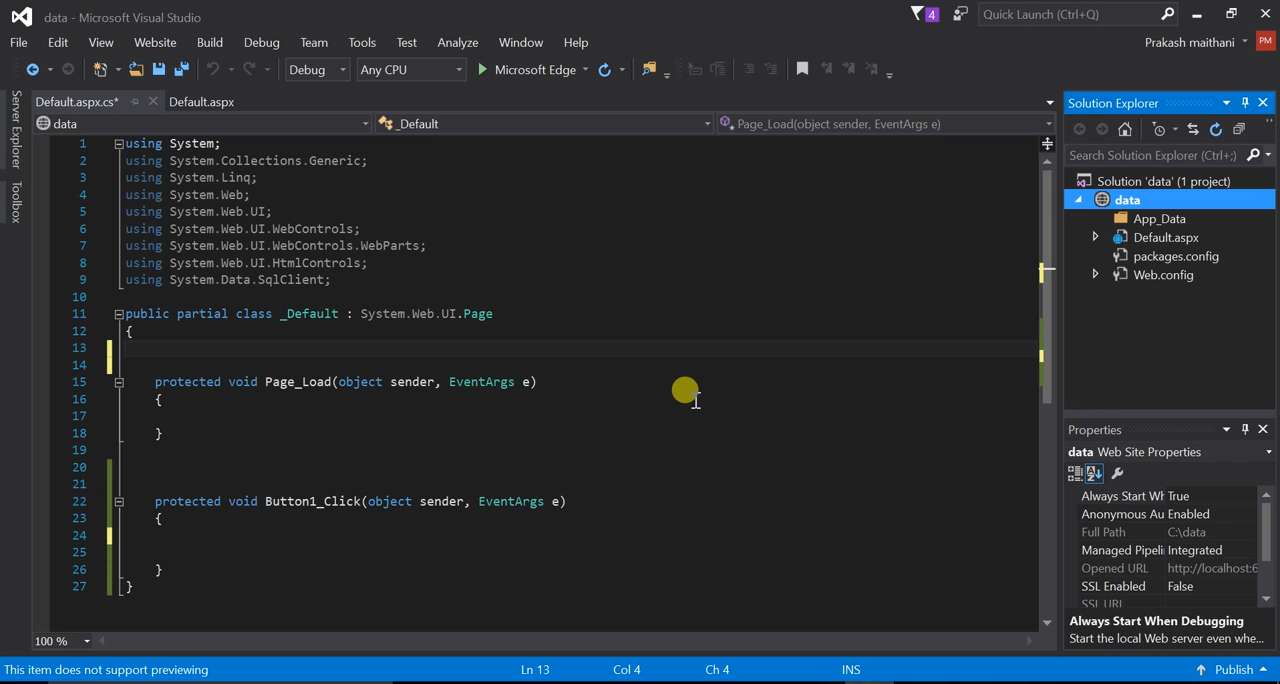 data - Microsoft Visual Studio
4
Quick Launch (Ctrl+Q)
File Edit View Website Build Debug Team Tools Test Analyze Window Help
Prakash maithani
PM
Debug
Any CPU
Microsoft Edge
Server Explorer
Toolbox
Default.aspx.cs*
Default.aspx
data
_Default
Page_Load(object sender, EventArgs e)
1 using System;
2 using System.Collections.Generic;
3 using System.Linq;
4 using System.Web;
5 using System.Web.UI;
6 using System.Web.UI.WebControls;
7 using System.Web.UI.WebControls.WebParts;
8 using System.Web.UI.HtmlControls;
9 using System.Data.SqlClient;
10
11 public partial class _Default : System.Web.UI.Page
12 {
13
14
15 protected void Page_Load(object sender, EventArgs e)
16 {
17
18 }
19
20
21
22 protected void Button1_Click(object sender, EventArgs e)
23 {
24
25
26 }
27 }
100 %
Solution Explorer
Search Solution Explorer (Ctrl+;)
Solution 'data' (1 project)
data
App_Data
Default.aspx
packages.config
Web.config
Properties
data Web Site Properties
Always Start Wh True
Anonymous Au Enabled
Full Path C:\data
Managed Pipeli Integrated
Opened URL http://localhost:6
SSL Enabled False
SSL URL
Always Start When Debugging
Start the local Web server even whe...
This item does not support previewing
Ln 13
Col 4
Ch 4
INS
Publish